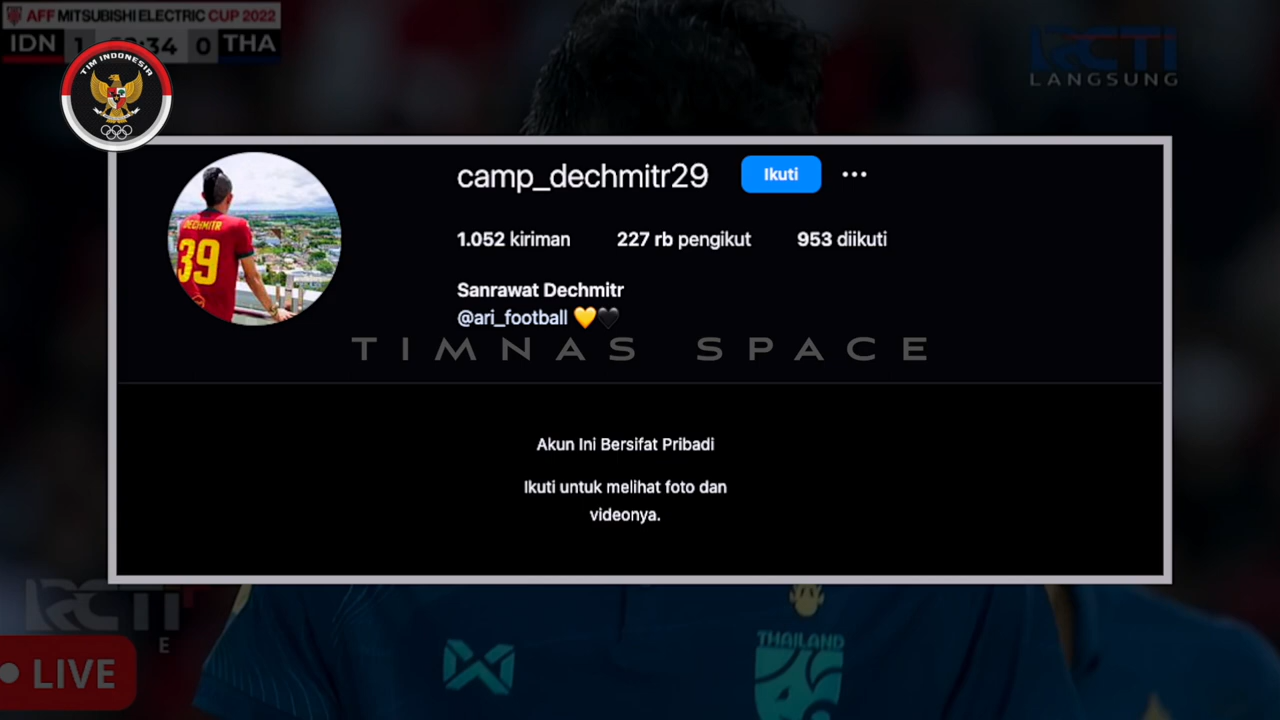 AFF MITSUBISHI ELECTRIC CUP 2022
IDN 1 34 0 THA
TIM INDONESIA
RCTI
LANGSUNG
camp_dechmitr29
Ikuti
1.052 kiriman 227 rb pengikut 953 diikuti
DECHMITR
39
Sanrawat Dechmitr
@ari_football 💛🖤
TIMNAS SPACE
Akun Ini Bersifat Pribadi
Ikuti untuk melihat foto dan
videonya.
RCTI
LIVE
THAILAND